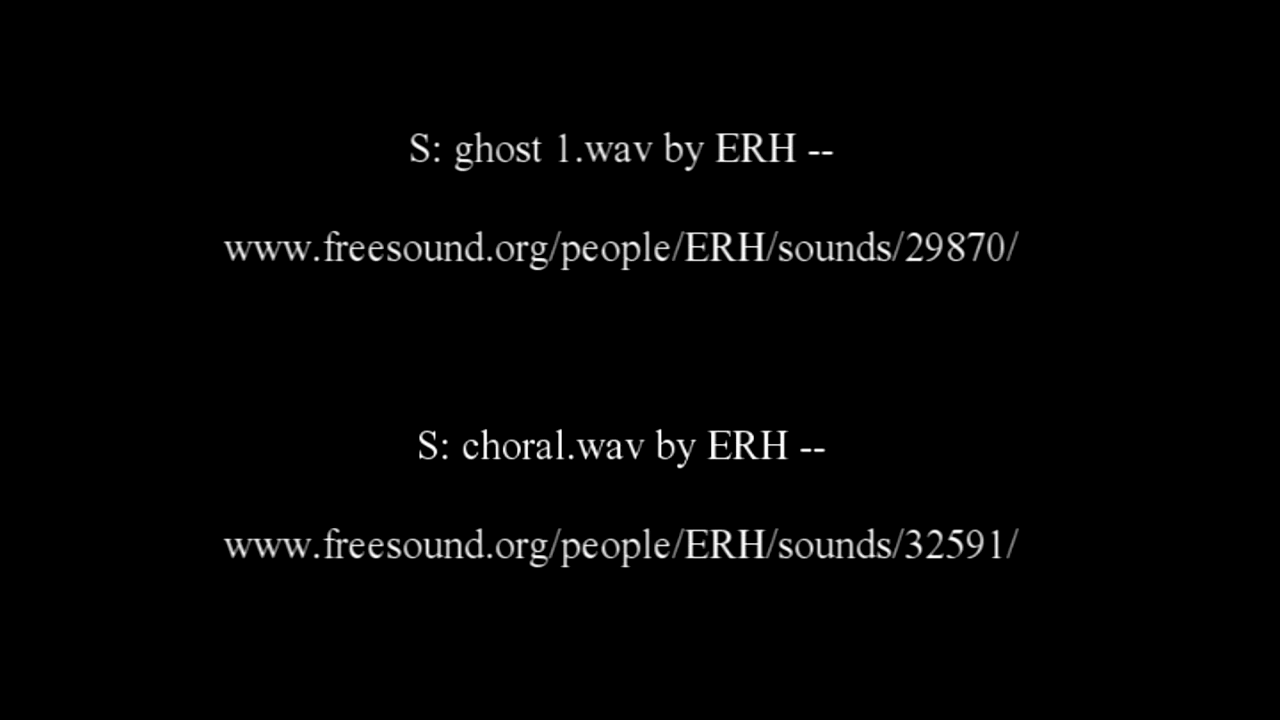 S: ghost 1.wav by ERH --
www.freesound.org/people/ERH/sounds/29870/
S: choral.wav by ERH --
www.freesound.org/people/ERH/sounds/32591/